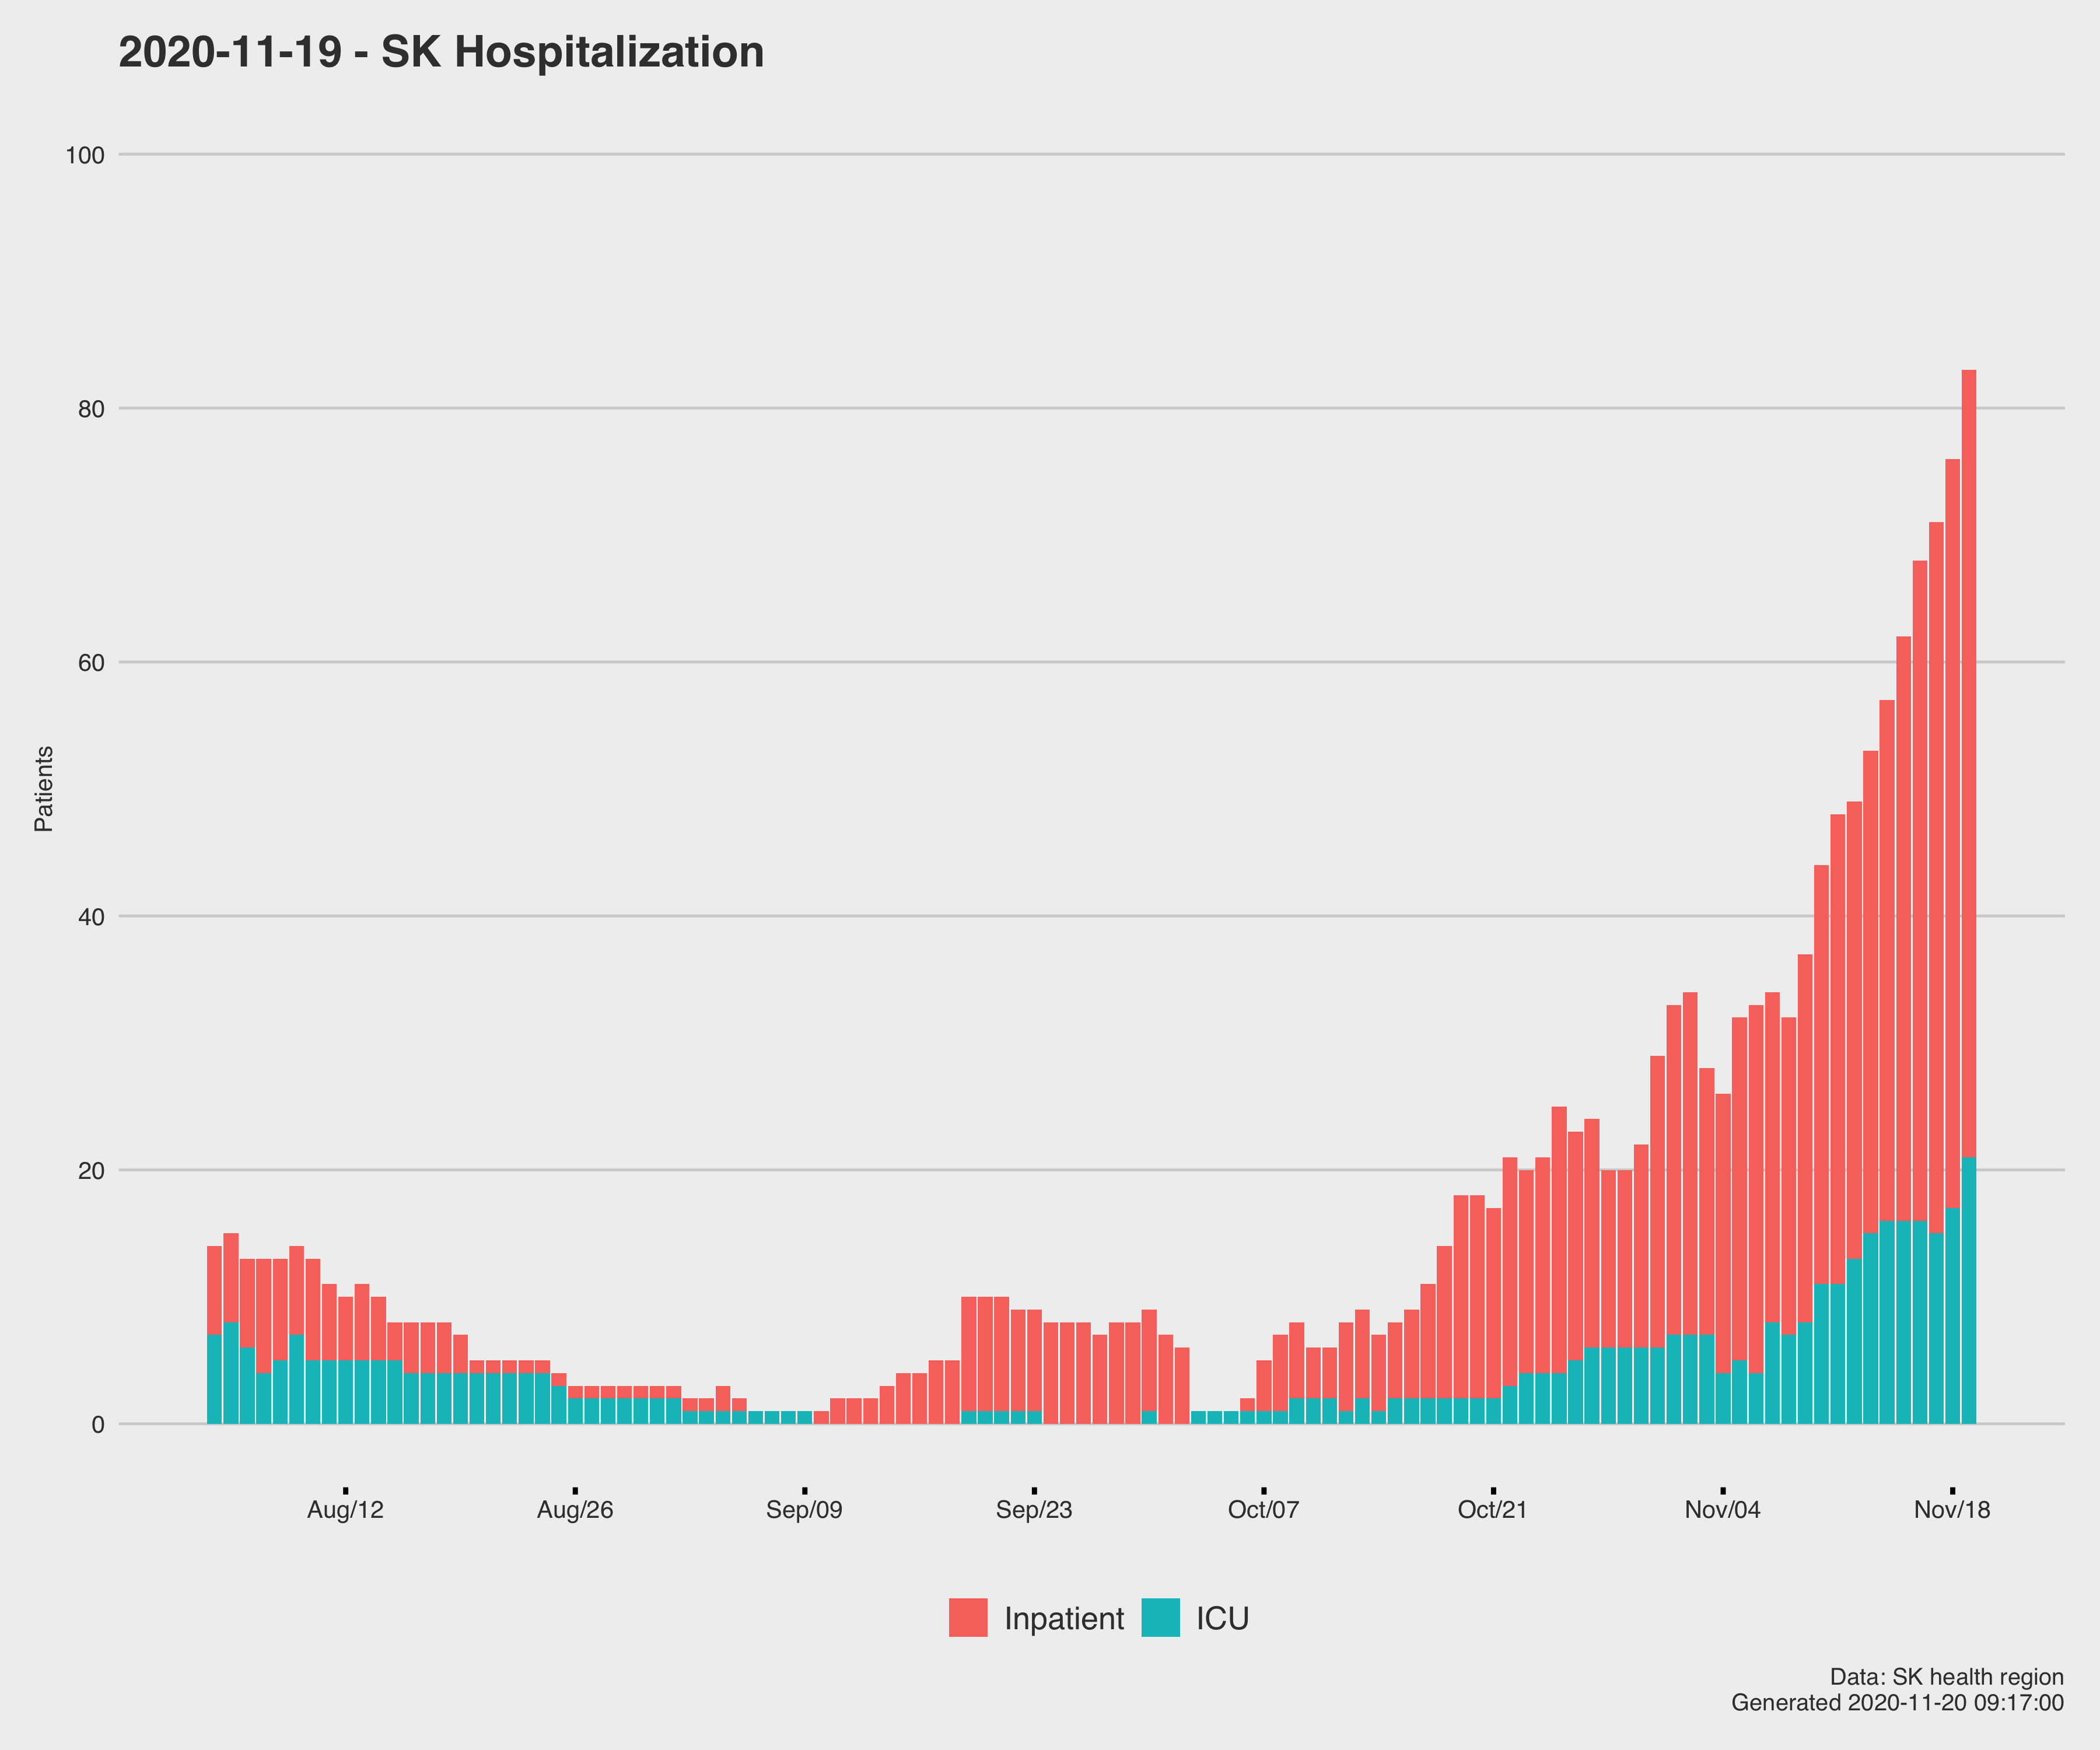 2020-11-19 - SK Hospitalization
100
80
60
40
20
0
Patients
Aug/12
Aug/26
Sep/09
Sep/23
Oct/07
Oct/21
Nov/04
Nov/18
Inpatient
ICU
Data: SK health region
Generated 2020-11-20 09:17:00